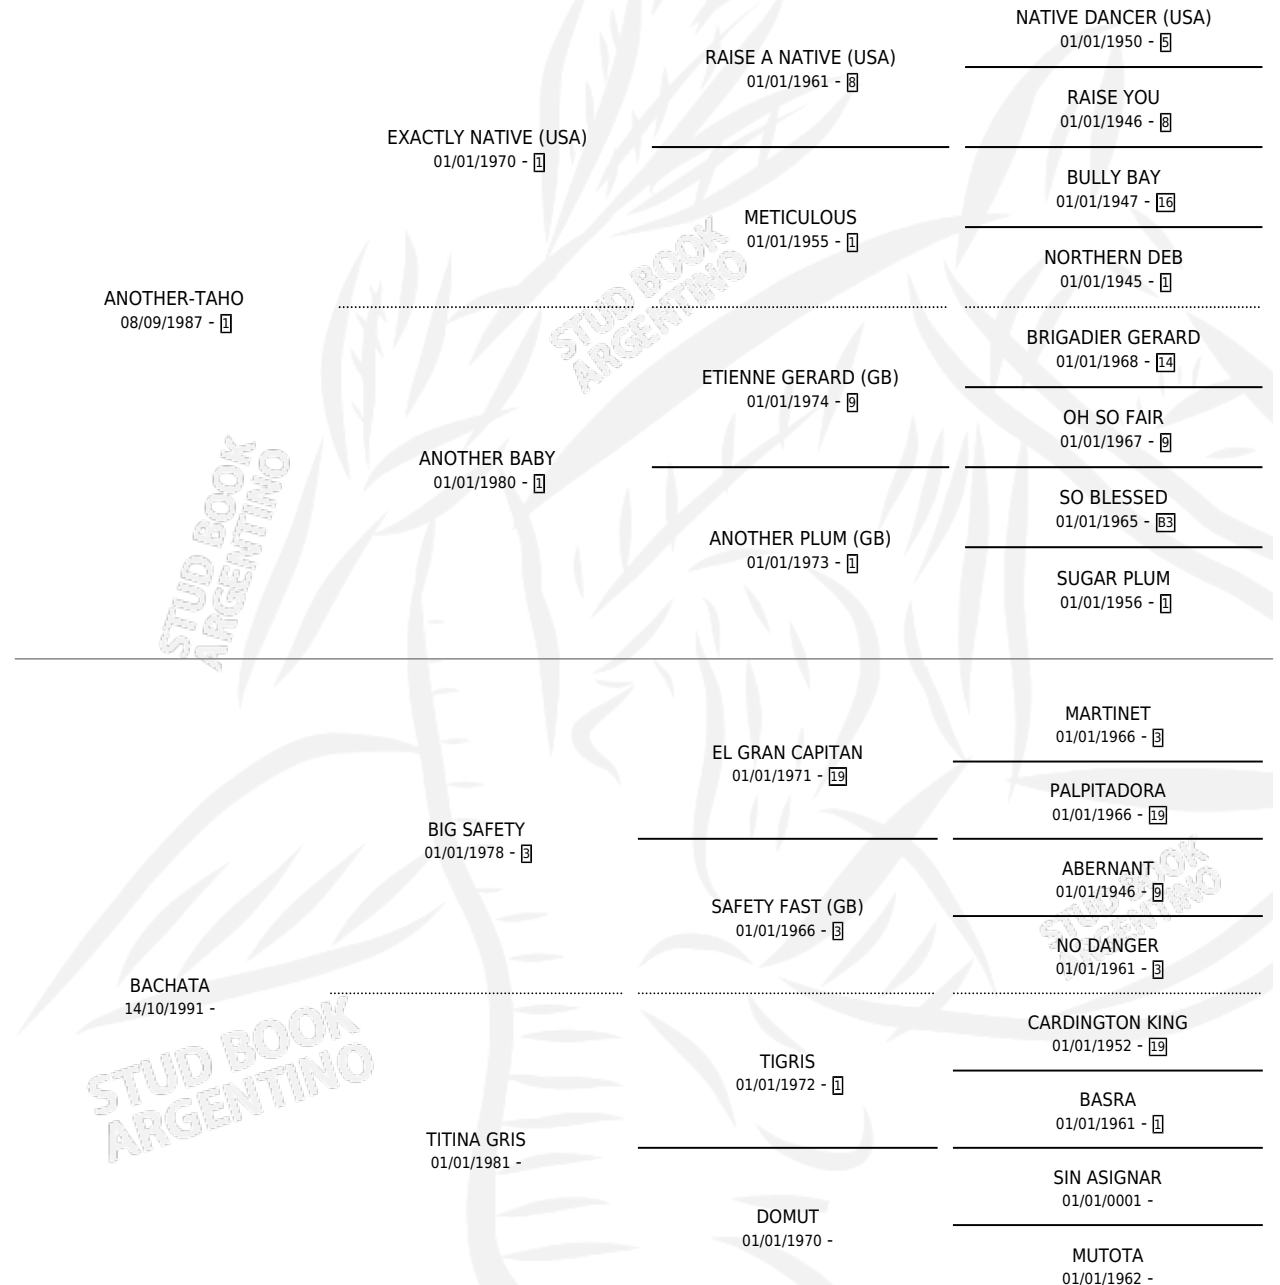 NATIVE DANCER (USA)
01/01/1950 - 5
RAISE A NATIVE (USA)
01/01/1961 - 8
RAISE YOU
01/01/1946 - 8
EXACTLY NATIVE (USA)
01/01/1970 - 1
BULLY BAY
01/01/1947 - 16
METICULOUS
01/01/1955 - 1
NORTHERN DEB
01/01/1945 - 1
ANOTHER-TAHO
08/09/1987 - 1
BRIGADIER GERARD
01/01/1968 - 14
ETIENNE GERARD (GB)
01/01/1974 - 9
OH SO FAIR
01/01/1967 - 9
ANOTHER BABY
01/01/1980 - 1
SO BLESSED
01/01/1965 - B3
ANOTHER PLUM (GB)
01/01/1973 - 1
SUGAR PLUM
01/01/1956 - 1
MARTINET
01/01/1966 - 3
EL GRAN CAPITAN
01/01/1971 - 19
PALPITADORA
01/01/1966 - 19
BIG SAFETY
01/01/1978 - 3
ABERNANT
01/01/1946 - 9
SAFETY FAST (GB)
01/01/1966 - 3
NO DANGER
01/01/1961 - 3
BACHATA
14/10/1991 -
CARDINGTON KING
01/01/1952 - 19
TIGRIS
01/01/1972 - 1
BASRA
01/01/1961 - 1
TITINA GRIS
01/01/1981 -
SIN ASIGNAR
01/01/0001 -
DOMUT
01/01/1970 -
MUTOTA
01/01/1962 -
STUD BOOK
ARGENTINO
STUD BOOK
ARGENTINO
STUD BOOK
ARGENTINO
STUD BOOK
ARGENTINO